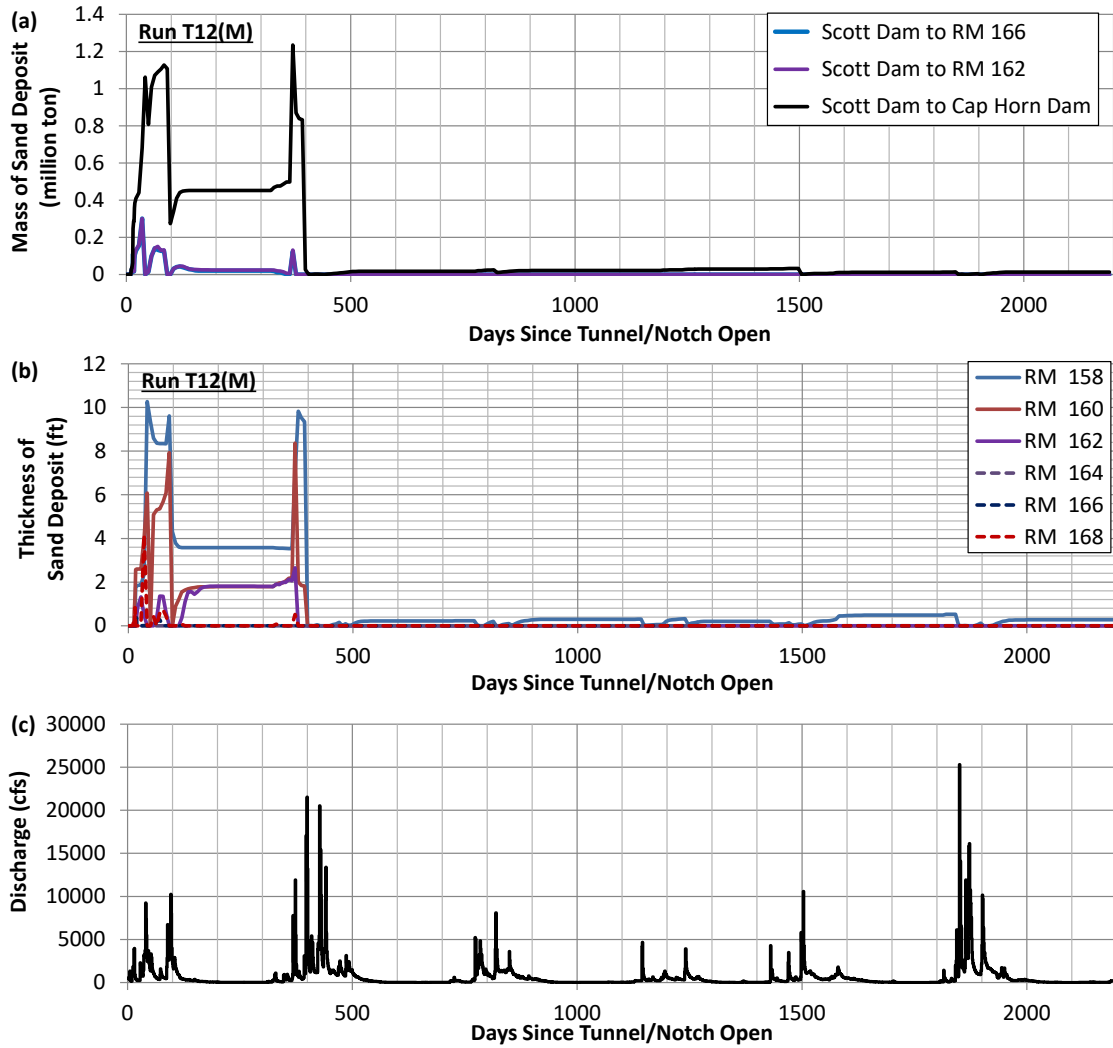 (a)
Run T12(M)
Scott Dam to RM 166
Scott Dam to RM 162
Scott Dam to Cap Horn Dam
Mass of Sand Deposit
(million ton)
1.4
1.2
1
0.8
0.6
0.4
0.2
0
0 500 1000 1500 2000
Days Since Tunnel/Notch Open
(b)
Run T12(M)
RM 158
RM 160
RM 162
RM 164
RM 166
RM 168
Thickness of
Sand Deposit (ft)
12
10
8
6
4
2
0
0 500 1000 1500 2000
Days Since Tunnel/Notch Open
(c)
Discharge (cfs)
30000
25000
20000
15000
10000
5000
0
0 500 1000 1500 2000
Days Since Tunnel/Notch Open